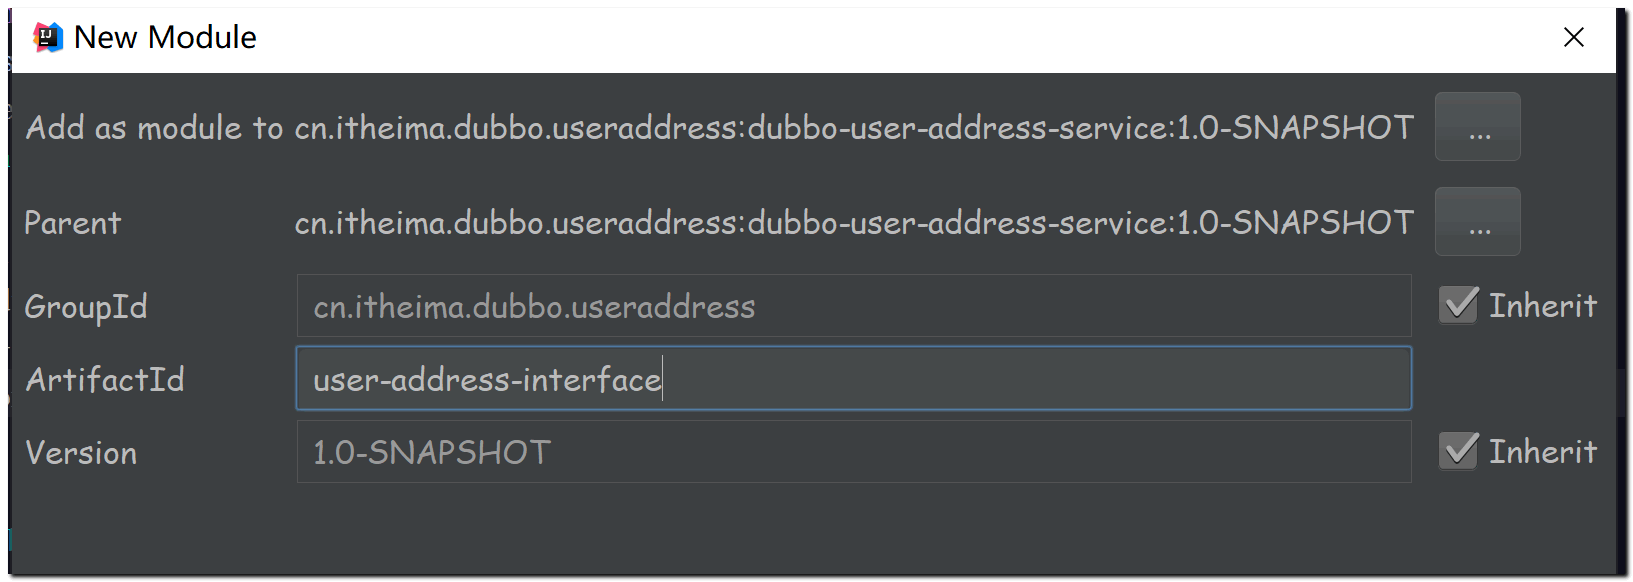 IJ New Module
Add as module to cn.itheima.dubbo.useraddress:dubbo-user-address-service:1.0-SNAPSHOT ...
Parent cn.itheima.dubbo.useraddress:dubbo-user-address-service:1.0-SNAPSHOT ...
GroupId cn.itheima.dubbo.useraddress Inherit
ArtifactId user-address-interface
Version 1.0-SNAPSHOT Inherit